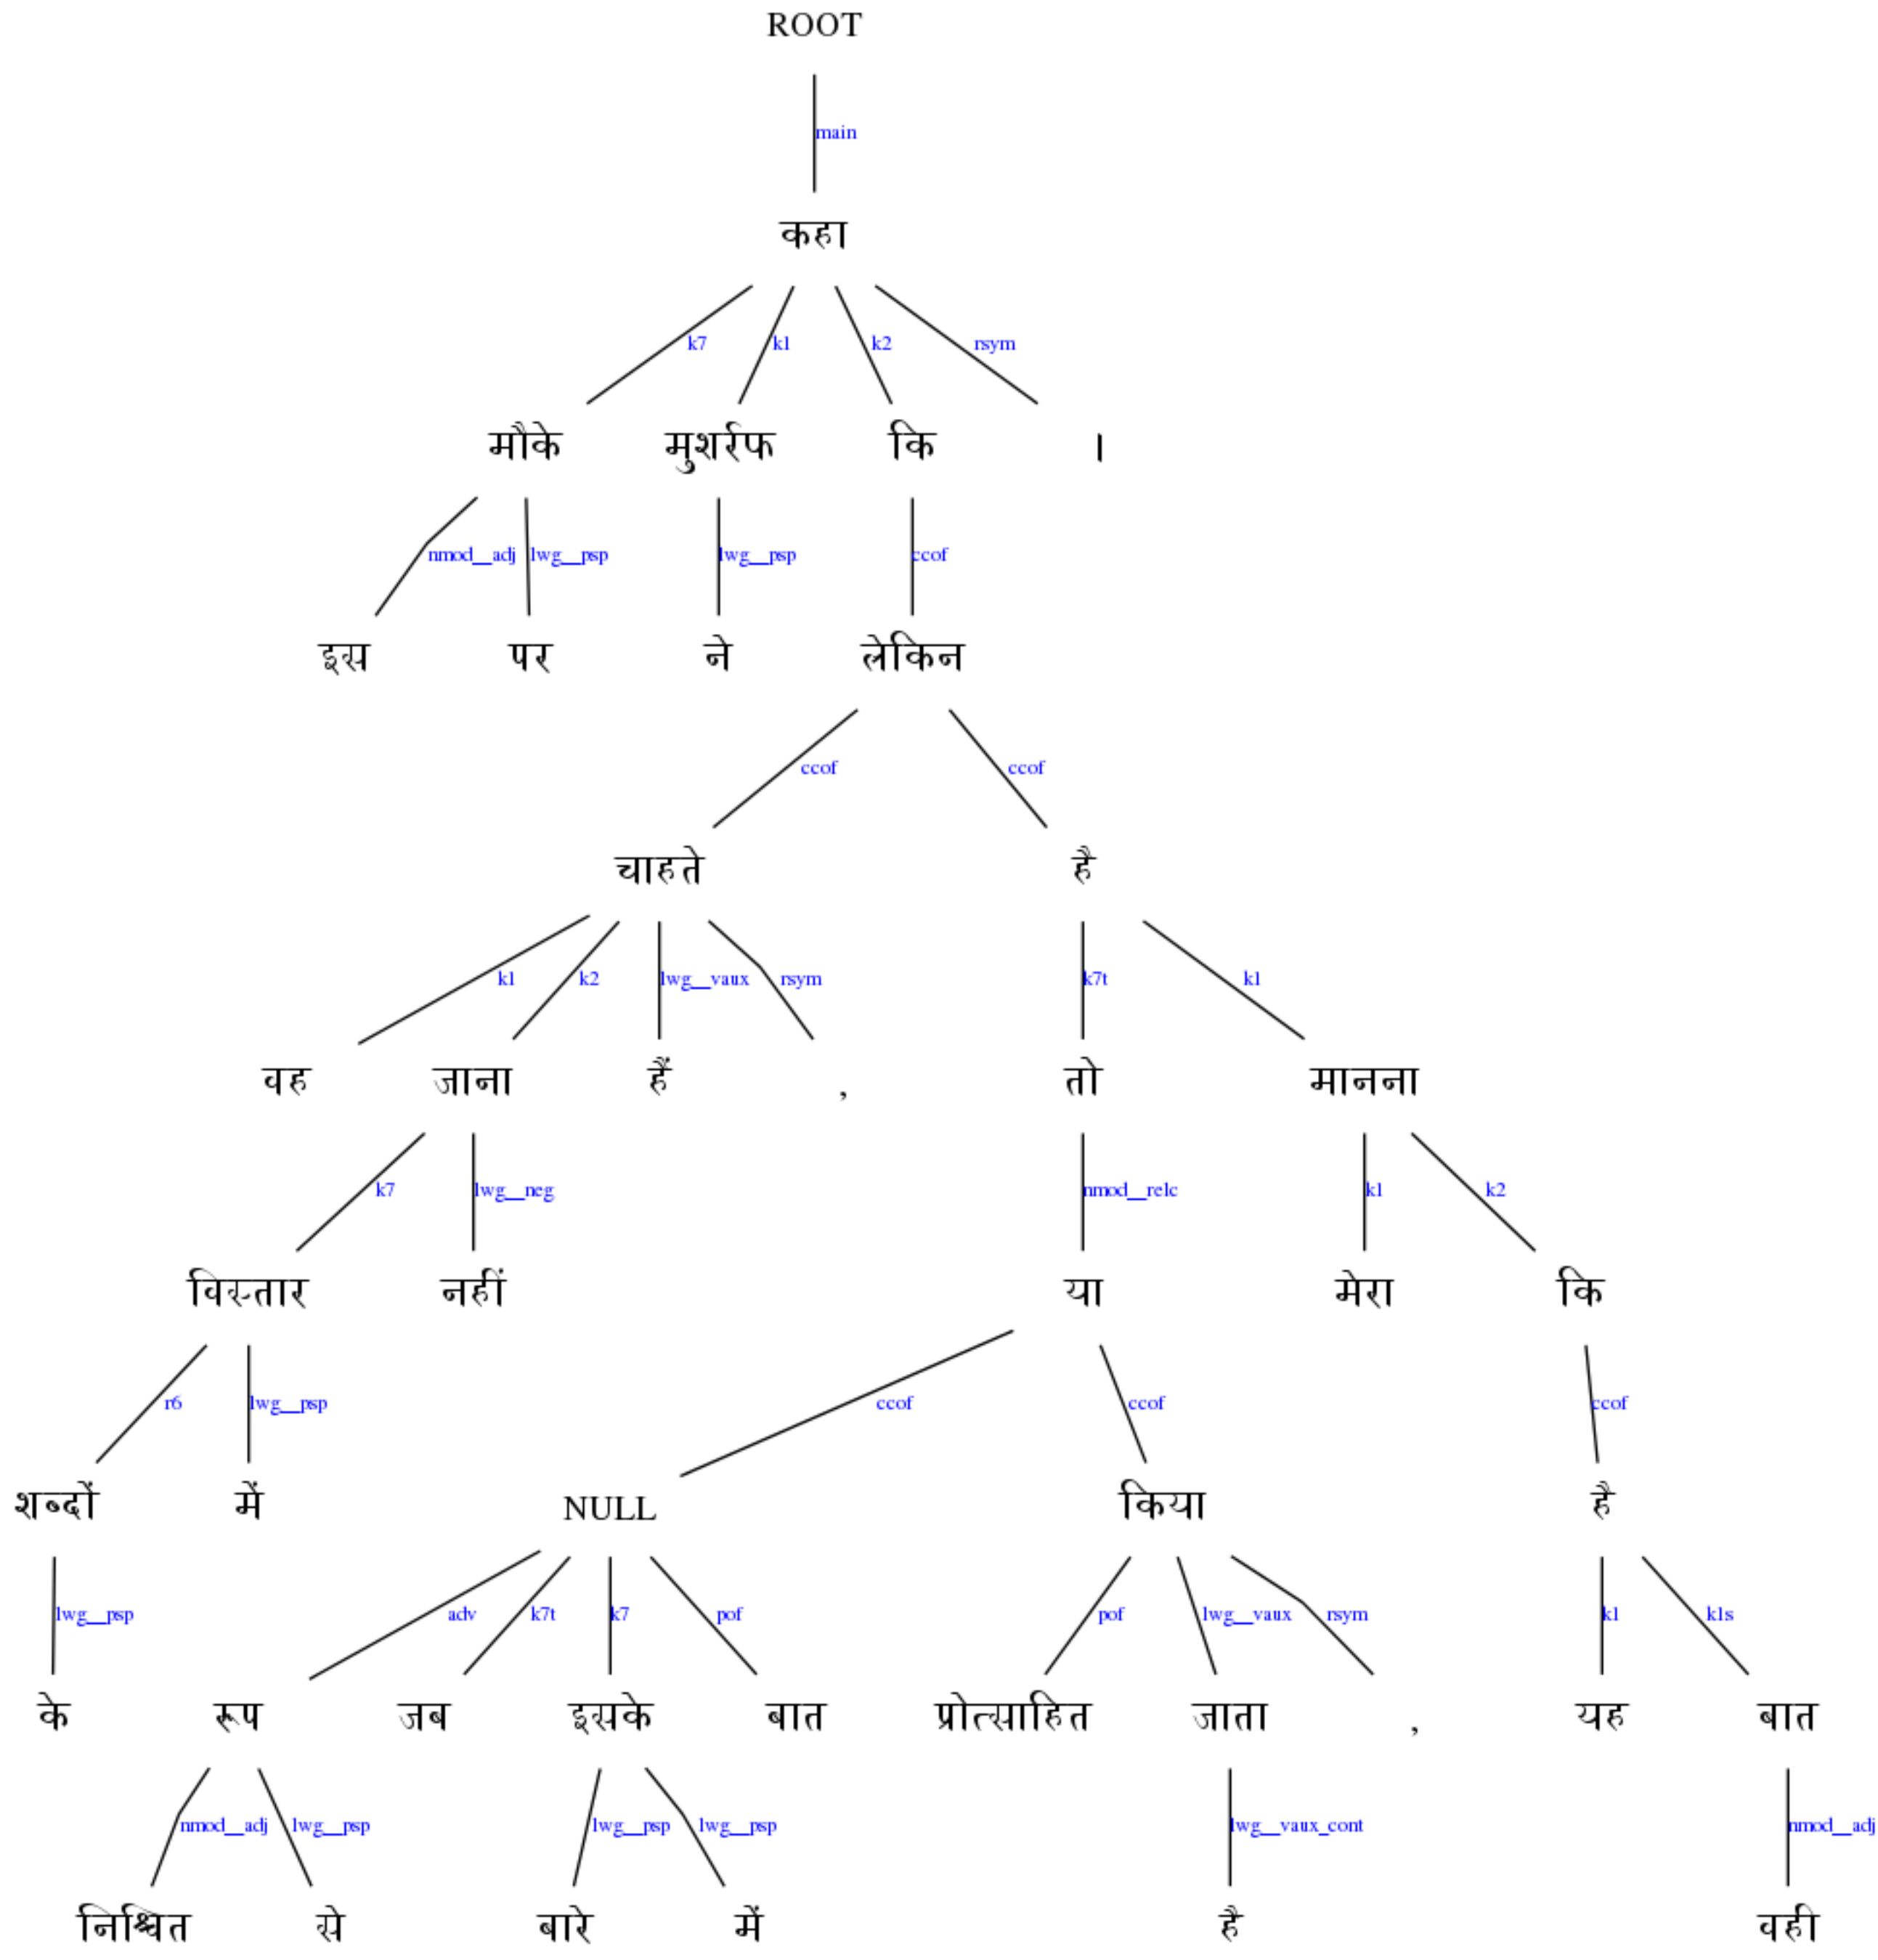 ROOT
main
कहा
k7 k1 k2 rsym
मौके मुशर्रफ कि ।
nmod__adj lwg__psp lwg__psp ccof
इस पर ने लेकिन
ccof ccof
चाहते है
k1 k2 lwg__vaux rsym k7t k1
वह जाना हैं , तो मानना
k7 lwg__neg nmod__relc k1 k2
विस्तार नहीं या मेरा कि
r6 lwg__psp ccof ccof ccof
शब्दों में NULL किया है
lwg__psp adv k7t k7 pof pof lwg__vaux rsym k1 k1s
के रूप जब इसके बात प्रोत्साहित जाता , यह बात
nmod__adj lwg__psp lwg__psp lwg__psp lwg__vaux_cont nmod__adj
निश्चित से बारे में है वही